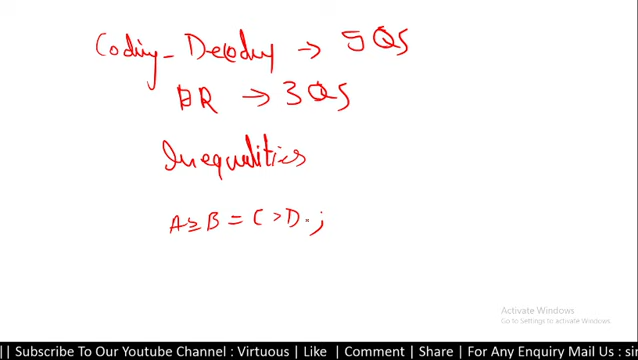 Coding-Decoding → 5 QS
BR → 3 QS
Inequalities
A ≥ B = C > D ;
Activate Windows
Go to Settings to activate Windows.
|| Subscribe To Our Youtube Channel : Virtuous | Like | Comment | Share | For Any Enquiry Mail Us : sir